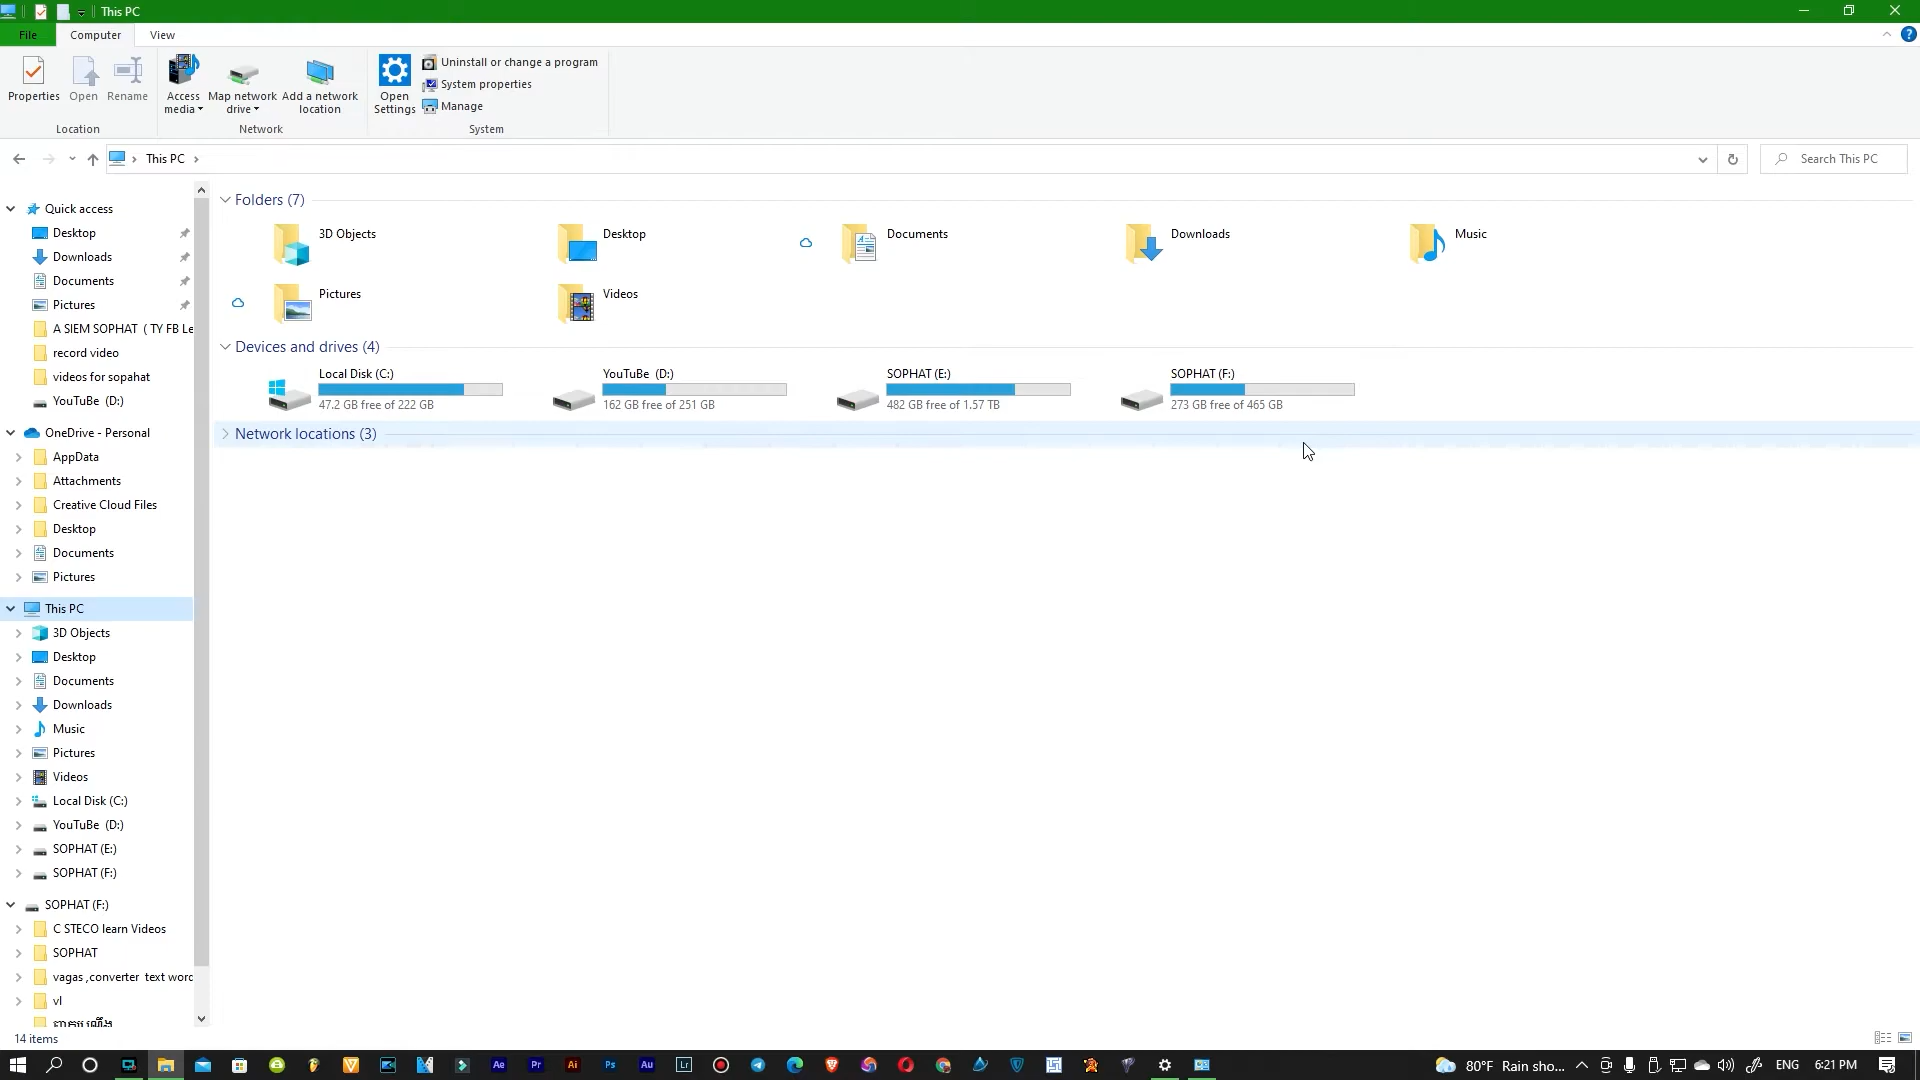 This PC
File
Computer
View
Properties
Open
Rename
Access media
Map network drive
Add a network location
Open Settings
Uninstall or change a program
System properties
Manage
Location
Network
System
This PC
Search This PC
Quick access
Desktop
Downloads
Documents
Pictures
A SIEM SOPHAT ( TY FB Le
record video
videos for sopahat
YouTuBe (D:)
OneDrive - Personal
AppData
Attachments
Creative Cloud Files
Desktop
Documents
Pictures
This PC
3D Objects
Desktop
Documents
Downloads
Music
Pictures
Videos
Local Disk (C:)
YouTuBe (D:)
SOPHAT (E:)
SOPHAT (F:)
SOPHAT (F:)
C STECO learn Videos
SOPHAT
vagas ,converter text word
vl
Folders (7)
3D Objects
Desktop
Documents
Downloads
Music
Pictures
Videos
Devices and drives (4)
Local Disk (C:)
47.2 GB free of 222 GB
YouTuBe (D:)
162 GB free of 251 GB
SOPHAT (E:)
482 GB free of 1.57 TB
SOPHAT (F:)
273 GB free of 465 GB
Network locations (3)
14 items
Ae
Pr
Ai
Ps
Au
Lr
80°F Rain sho...
ENG
6:21 PM